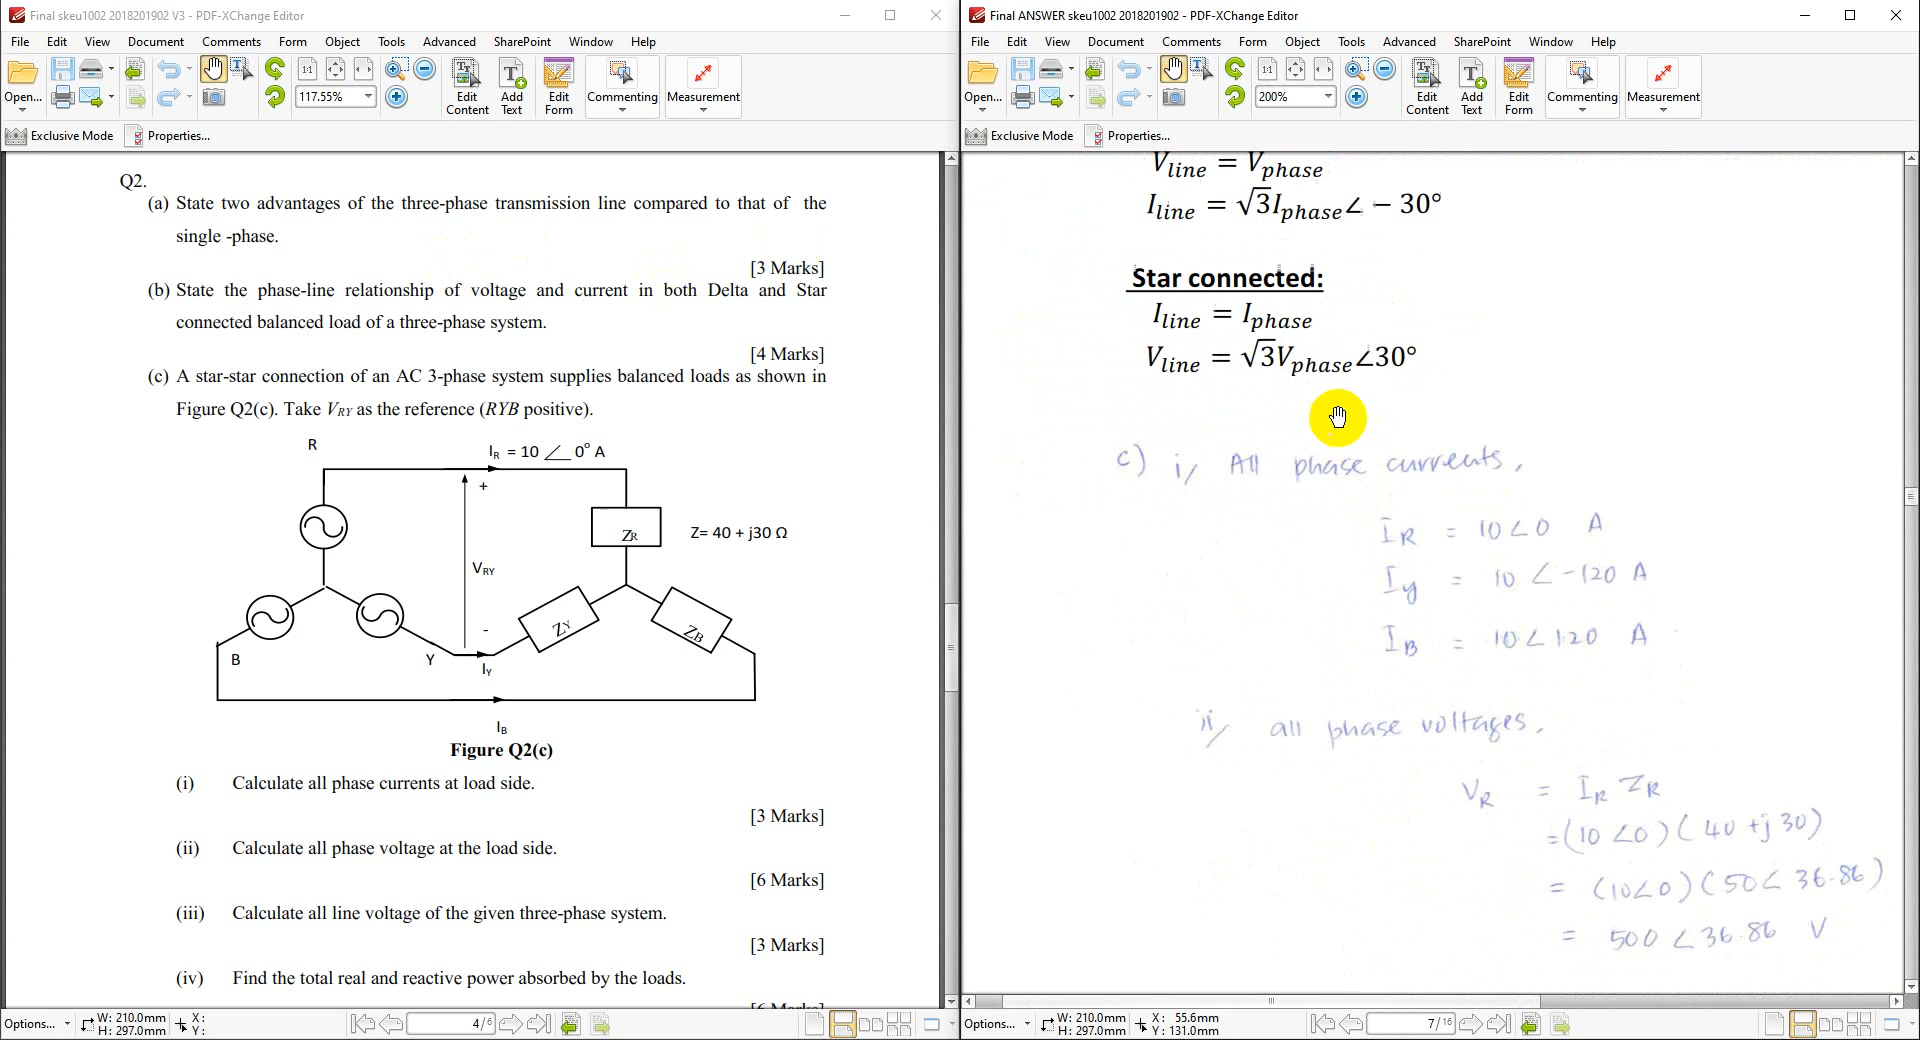 Final skeu1002 2018201902 V3 - PDF-XChange Editor
File Edit View Document Comments Form Object Tools Advanced SharePoint Window Help
Open...
117.55%
Edit Content
Add Text
Edit Form
Commenting
Measurement
Exclusive Mode Properties...
Q2.
(a) State two advantages of the three-phase transmission line compared to that of the
single -phase.
[3 Marks]
(b) State the phase-line relationship of voltage and current in both Delta and Star
connected balanced load of a three-phase system.
[4 Marks]
(c) A star-star connection of an AC 3-phase system supplies balanced loads as shown in
Figure Q2(c). Take VRY as the reference (RYB positive).
R
IR = 10 ∠ 0° A
+
ZR
Z= 40 + j30 Ω
VRY
-
ZY
ZB
B
Y
IY
IB
Figure Q2(c)
(i) Calculate all phase currents at load side.
[3 Marks]
(ii) Calculate all phase voltage at the load side.
[6 Marks]
(iii) Calculate all line voltage of the given three-phase system.
[3 Marks]
(iv) Find the total real and reactive power absorbed by the loads.
[6 Marks]
Options...
W: 210.0mm
H: 297.0mm
X:
Y:
4/6
Final ANSWER skeu1002 2018201902 - PDF-XChange Editor
File Edit View Document Comments Form Object Tools Advanced SharePoint Window Help
Open...
200%
Edit Content
Add Text
Edit Form
Commenting
Measurement
Exclusive Mode Properties...
Vline = Vphase
Iline = √3Iphase∠ − 30°
Star connected:
Iline = Iphase
Vline = √3Vphase∠30°
c) i/ All phase currents,
IR = 10∠0 A
Iy = 10 ∠-120 A
IB = 10∠120 A
ii/ all phase voltages,
VR = IR ZR
=(10 ∠0)(40 +j 30)
= (10∠0)(50∠ 36.86)
= 500 ∠36.86 V
Options...
W: 210.0mm
H: 297.0mm
X: 55.6mm
Y: 131.0mm
7/16